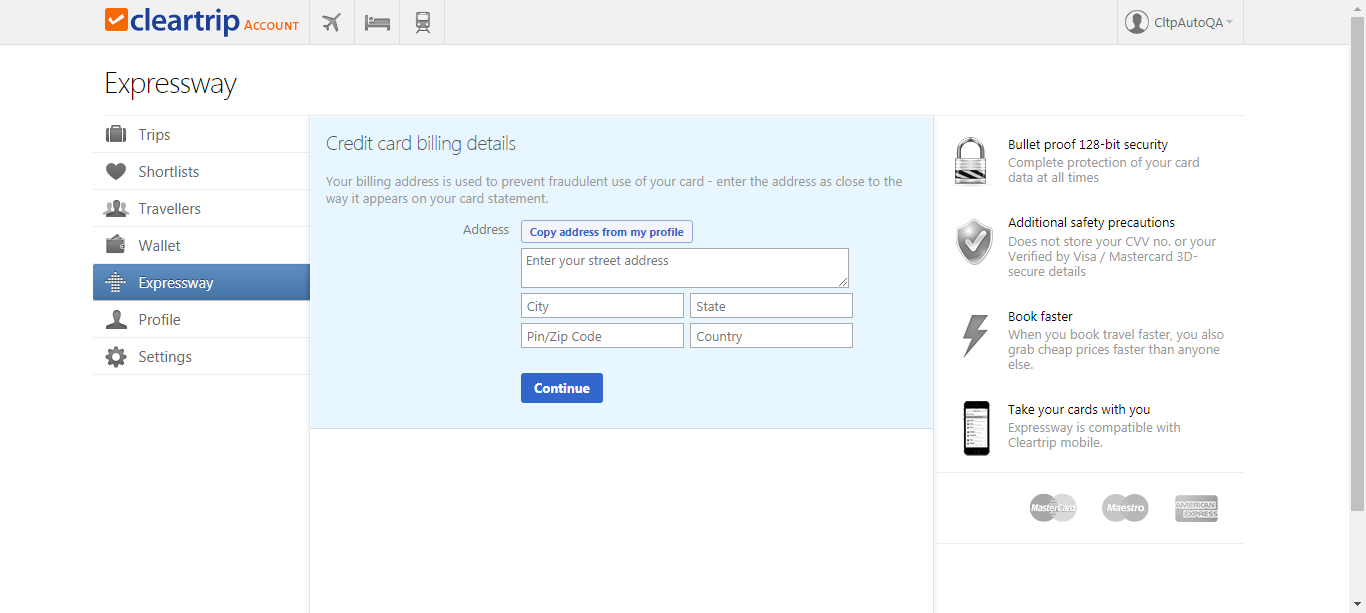 cleartrip ACCOUNT
CltpAutoQA
Expressway
Trips
Shortlists
Travellers
Wallet
Expressway
Profile
Settings
Credit card billing details
Your billing address is used to prevent fraudulent use of your card - enter the address as close to the
way it appears on your card statement.
Address
Copy address from my profile
Enter your street address
City
State
Pin/Zip Code
Country
Continue
Bullet proof 128-bit security
Complete protection of your card
data at all times
Additional safety precautions
Does not store your CVV no. or your
Verified by Visa / Mastercard 3D-
secure details
Book faster
When you book travel faster, you also
grab cheap prices faster than anyone
else.
Take your cards with you
Expressway is compatible with
Cleartrip mobile.
MasterCard
Maestro
AMERICAN
EXPRESS